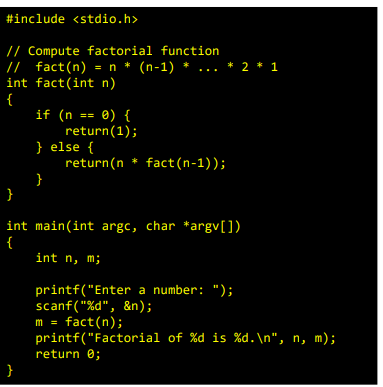 #include <stdio.h>

// Compute factorial function
//  fact(n) = n * (n-1) * ... * 2 * 1
int fact(int n)
{
    if (n == 0) {
        return(1);
    } else {
        return(n * fact(n-1));
    }
}

int main(int argc, char *argv[])
{
    int n, m;

    printf("Enter a number: ");
    scanf("%d", &n);
    m = fact(n);
    printf("Factorial of %d is %d.\n", n, m);
    return 0;
}